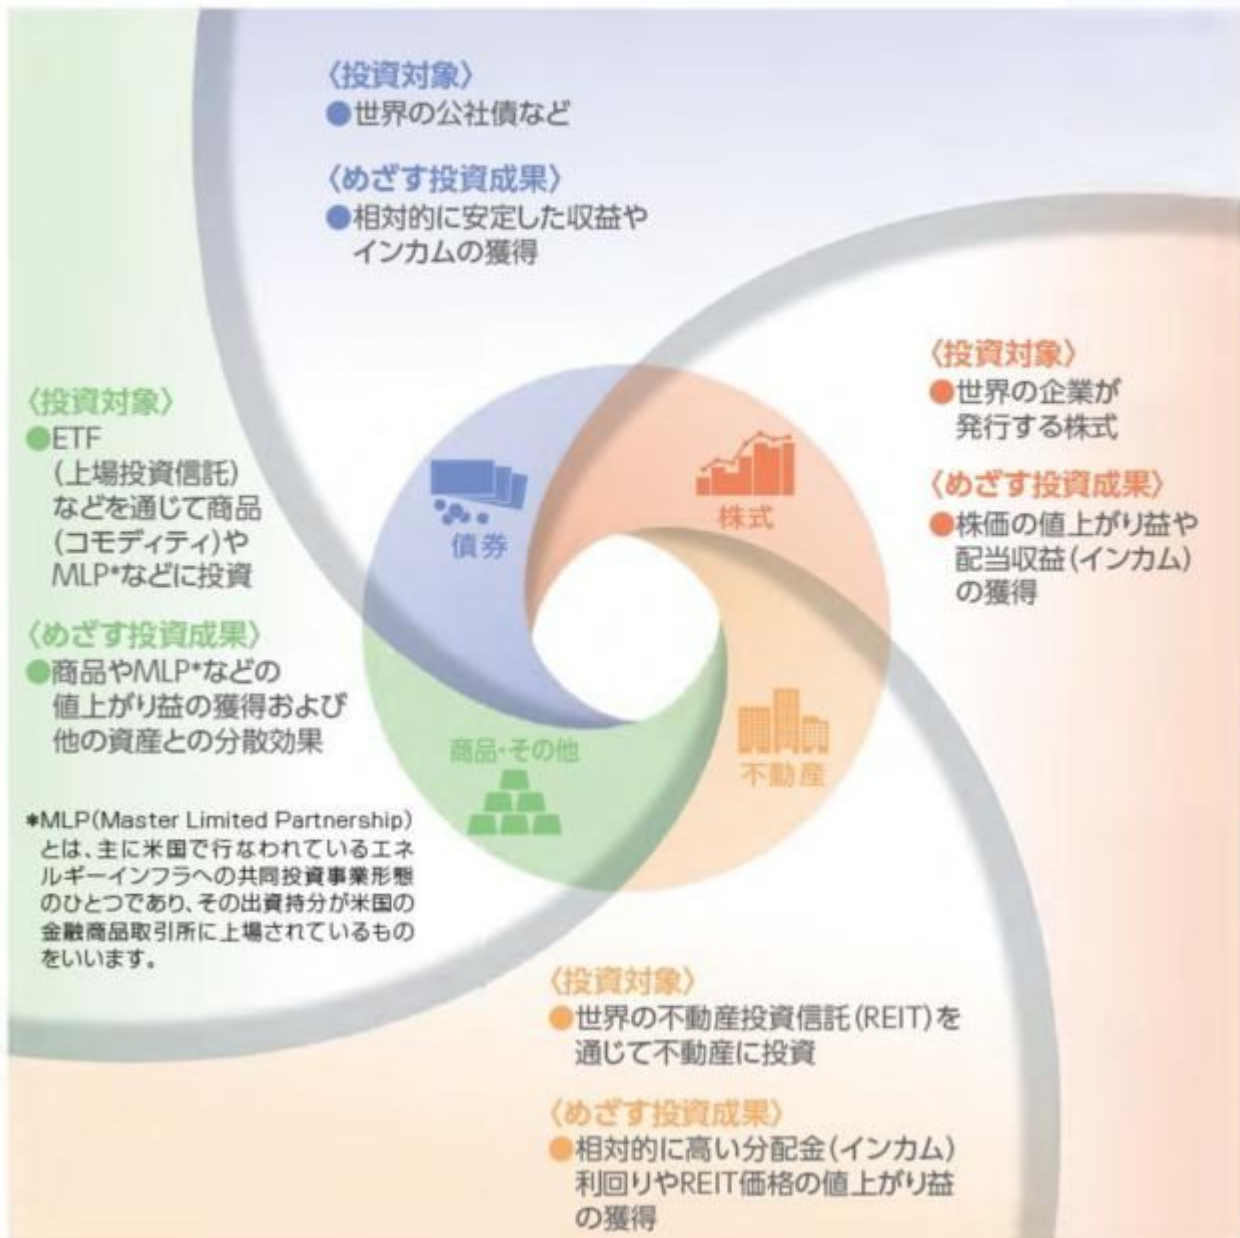 〈投資対象〉
●世界の公社債など
〈めざす投資成果〉
●相対的に安定した収益や
インカムの獲得
〈投資対象〉
●世界の企業が
発行する株式
〈めざす投資成果〉
●株価の値上がり益や
配当収益(インカム)
の獲得
〈投資対象〉
●ETF
(上場投資信託)
などを通じて商品
(コモディティ)や
MLP*などに投資
〈めざす投資成果〉
●商品やMLP*などの
値上がり益の獲得および
他の資産との分散効果
*MLP(Master Limited Partnership)
とは、主に米国で行なわれているエネ
ルギーインフラへの共同投資事業形態
のひとつであり、その出資持分が米国の
金融商品取引所に上場されているもの
をいいます。
債券
株式
商品・その他
不動産
〈投資対象〉
●世界の不動産投資信託(REIT)を
通じて不動産に投資
〈めざす投資成果〉
●相対的に高い分配金(インカム)
利回りやREIT価格の値上がり益
の獲得